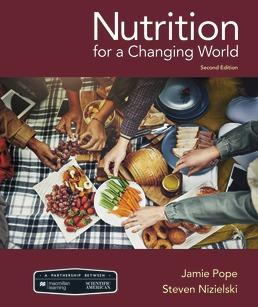 Nutrition
for a Changing World
Second Edition
Jamie Pope
Steven Nizielski
A PARTNERSHIP BETWEEN
macmillan
learning
SCIENTIFIC
AMERICAN